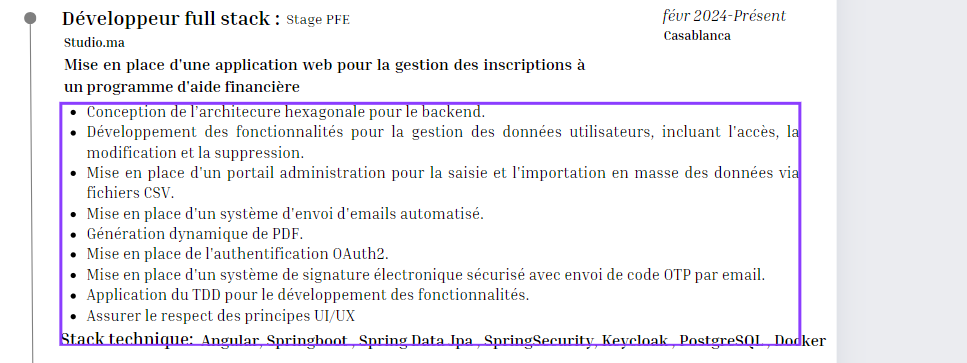 Développeur full stack : Stage PFE
févr 2024-Présent
Studio.ma
Casablanca
Mise en place d'une application web pour la gestion des inscriptions à
un programme d'aide financière
• Conception de l'architecure hexagonale pour le backend.
• Développement des fonctionnalités pour la gestion des données utilisateurs, incluant l'accès, la
modification et la suppression.
• Mise en place d'un portail administration pour la saisie et l'importation en masse des données via
fichiers CSV.
• Mise en place d'un système d'envoi d'emails automatisé.
• Génération dynamique de PDF.
• Mise en place de l'authentification OAuth2.
• Mise en place d'un système de signature électronique sécurisé avec envoi de code OTP par email.
• Application du TDD pour le développement des fonctionnalités.
• Assurer le respect des principes UI/UX
Stack technique: Angular, Springboot , Spring Data Jpa , SpringSecurity, Keycloak , PostgreSQL , Docker